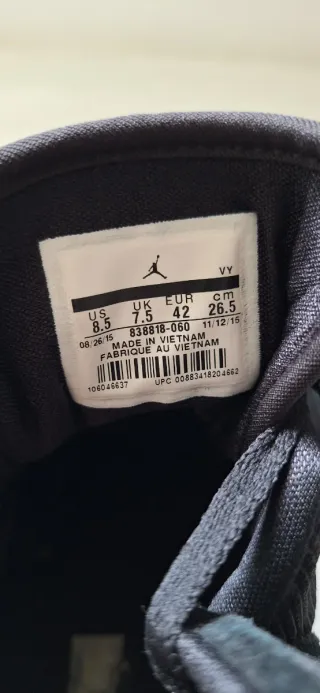 VY
US UK EUR cm
8.5 7.5 42 26.5
08/26/15 838818-060 11/12/15
MADE IN VIETNAM
FABRIQUE AU VIETNAM
106046637 UPC 00883418204662